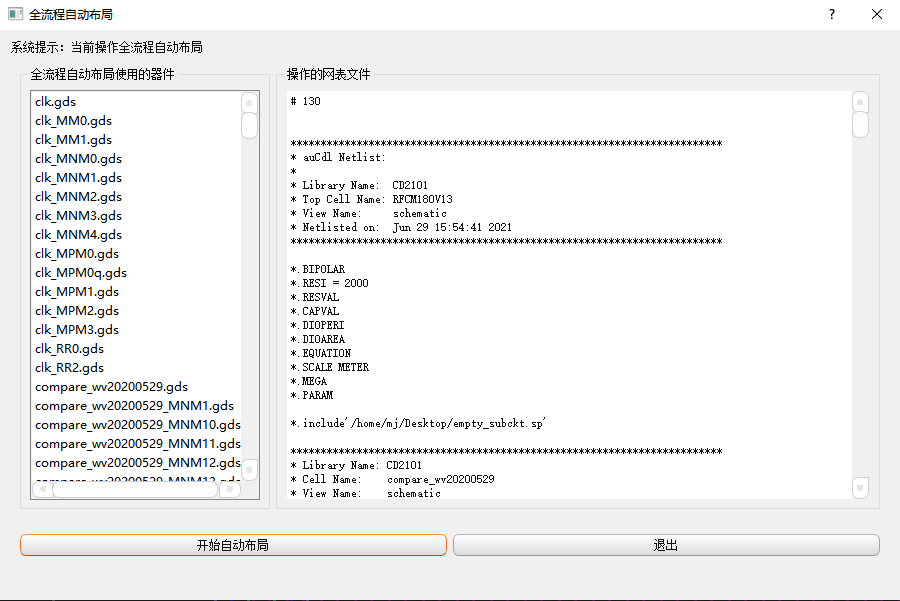 全流程自动布局
?
系统提示：当前操作全流程自动布局
全流程自动布局使用的器件
clk.gds
clk_MM0.gds
clk_MM1.gds
clk_MNM0.gds
clk_MNM1.gds
clk_MNM2.gds
clk_MNM3.gds
clk_MNM4.gds
clk_MPM0.gds
clk_MPM0q.gds
clk_MPM1.gds
clk_MPM2.gds
clk_MPM3.gds
clk_RR0.gds
clk_RR2.gds
compare_wv20200529.gds
compare_wv20200529_MNM1.gds
compare_wv20200529_MNM10.gds
compare_wv20200529_MNM11.gds
compare_wv20200529_MNM12.gds
操作的网表文件
# 130
************************************************************************
* auCdl Netlist:
*
* Library Name:  CD2101
* Top Cell Name: RFCM180V13
* View Name:     schematic
* Netlisted on:  Jun 29 15:54:41 2021
************************************************************************
*.BIPOLAR
*.RESI = 2000
*.RESVAL
*.CAPVAL
*.DIOPERI
*.DIOAREA
*.EQUATION
*.SCALE METER
*.MEGA
*.PARAM
*.include'/home/mj/Desktop/empty_subckt.sp'
************************************************************************
* Library Name: CD2101
* Cell Name:    compare_wv20200529
* View Name:    schematic
开始自动布局
退出